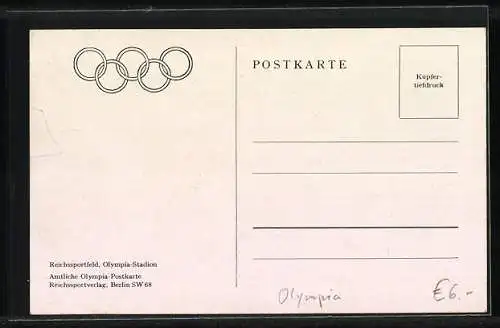 POSTKARTE
Kupfer-
tiefdruck
Reichssportfeld, Olympia-Stadion
Amtliche Olympia-Postkarte
Reichssportverlag, Berlin SW 68
Olympia
€6.-